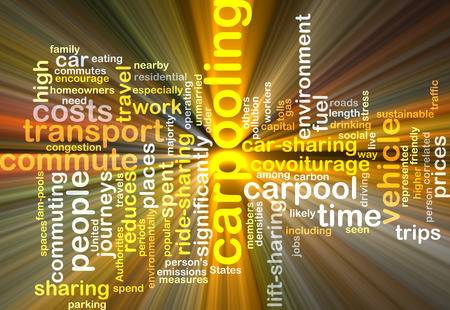 family
car eating
commutes nearby
high encourage travel residential
homeowners especially
need work
costs
transport majority
congestion operating unmarried
commute
fam-pools
spaces
commuting
people
United
journeys
travels
reduces
Authorities
spend
places
environmentally
popular
spent
ride-sharing
significantly
person's
emissions
measures
States
sharing
parking
carpooling
others
pollution
workers
tolls
capital gas
environment
fuel
roads
length
drinking
stress
sustainable
traffic
car-sharing social
covoiturage way
among carbon
carpool driving
vehicle
represented
higher
friendly
person correlated
prices
members
densities
lift-sharing
likely time
jobs
including seen trips